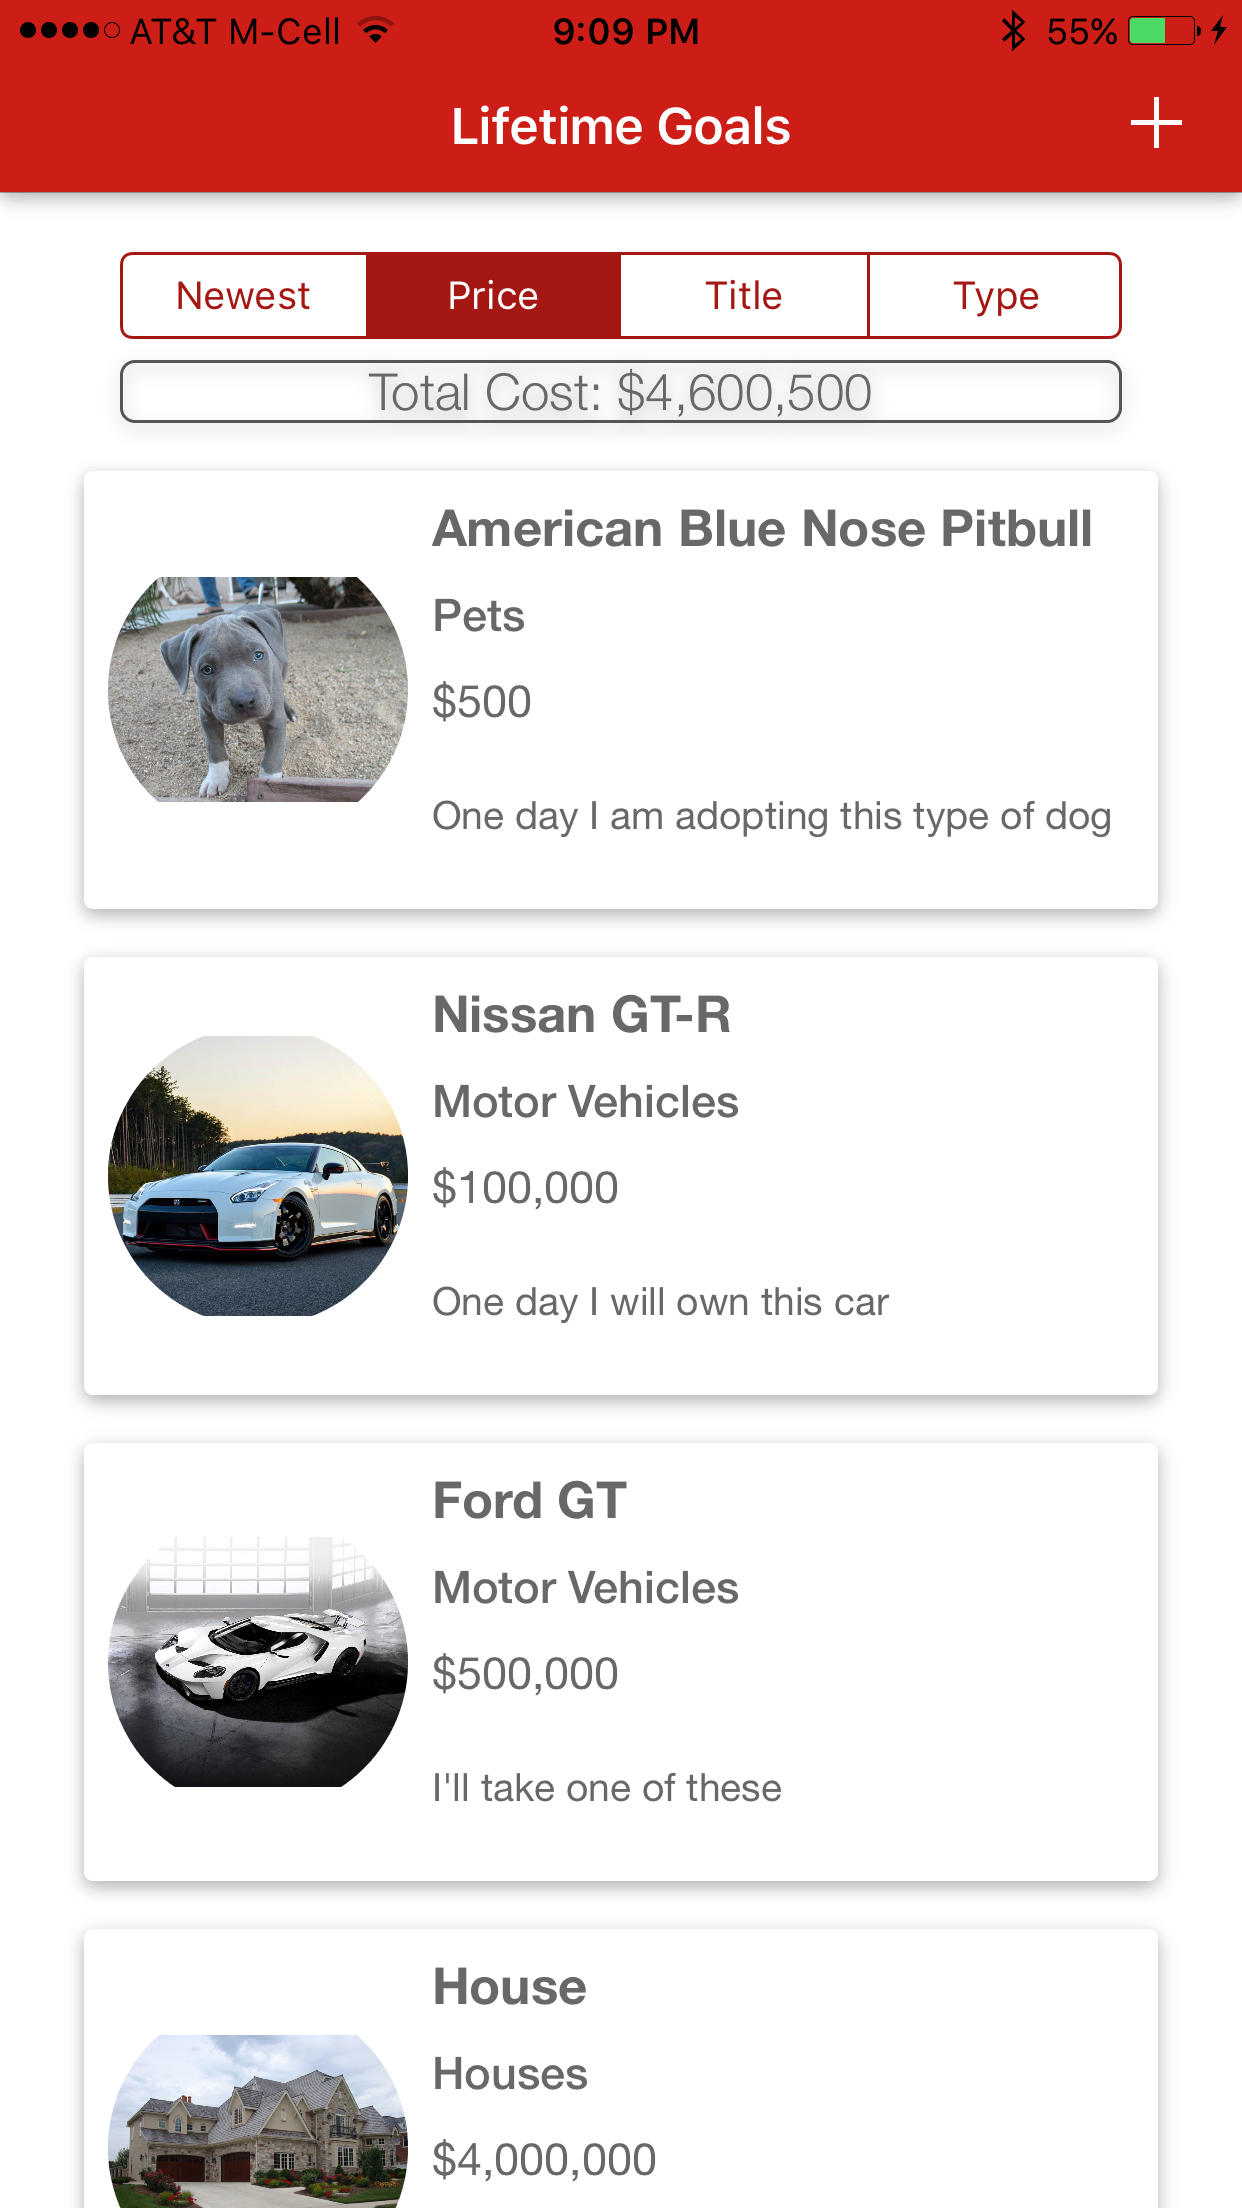 AT&T M-Cell 9:09 PM 55%
Lifetime Goals
Newest Price Title Type
Total Cost: $4,600,500
American Blue Nose Pitbull
Pets
$500
One day I am adopting this type of dog
Nissan GT-R
Motor Vehicles
$100,000
One day I will own this car
Ford GT
Motor Vehicles
$500,000
I'll take one of these
House
Houses
$4,000,000